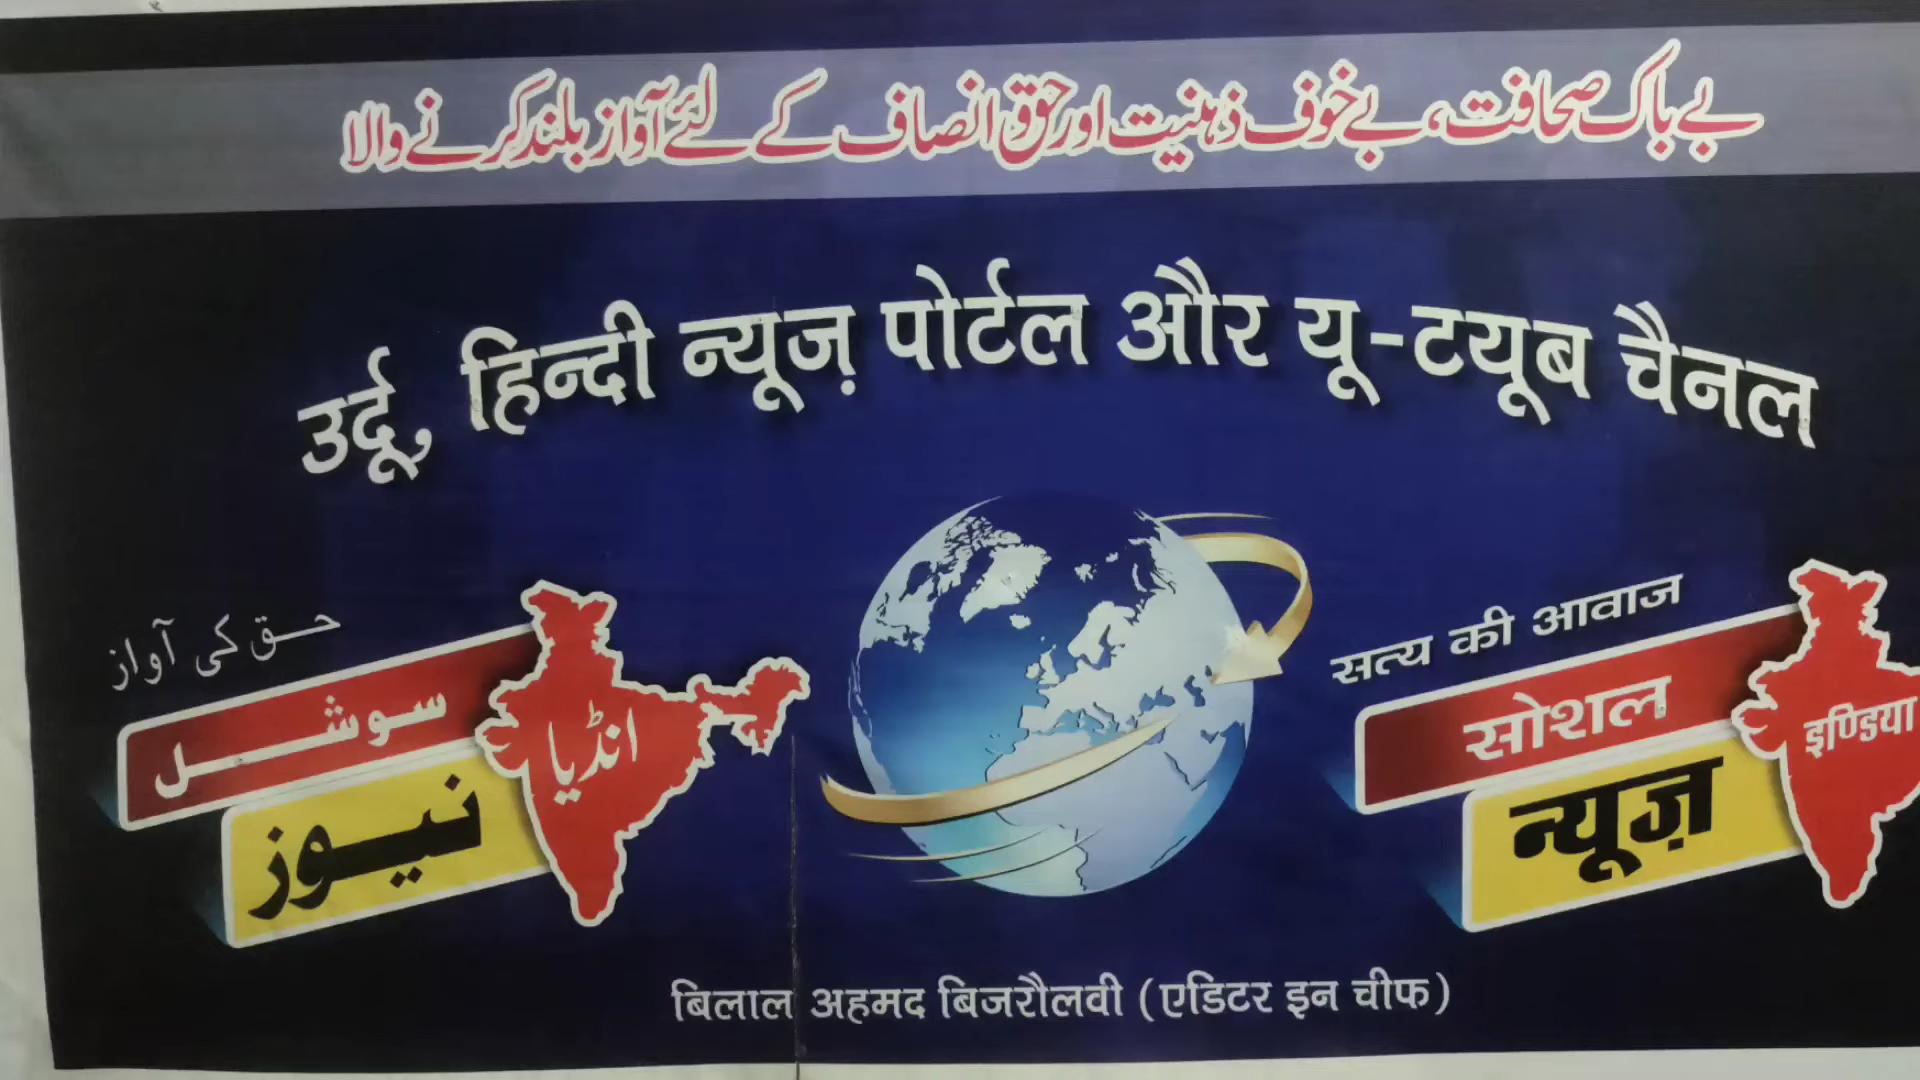 بے باک صحافت، بے خوف ذہنیت اور حق انصاف کے لئے آواز بلند کرنے والا
उर्दू, हिन्दी न्यूज़ पोर्टल और यू-टयूब चैनल
حق کی آواز
سوشل
انڈیا
نیوز
सत्य की आवाज
सोशल
इण्डिया
न्यूज़
बिलाल अहमद बिजरौलवी (एडिटर इन चीफ)